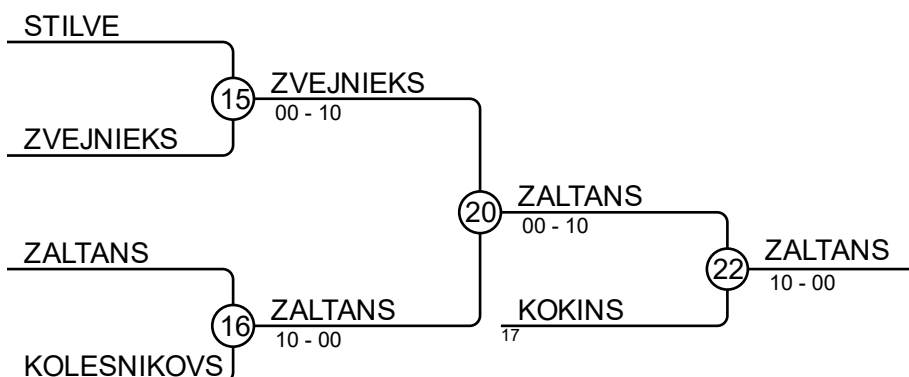 STILVE
15
ZVEJNIEKS
00 - 10
ZVEJNIEKS
20
ZALTANS
00 - 10
ZALTANS
22
ZALTANS
10 - 00
16
ZALTANS
10 - 00
KOKINS
17
KOLESNIKOVS